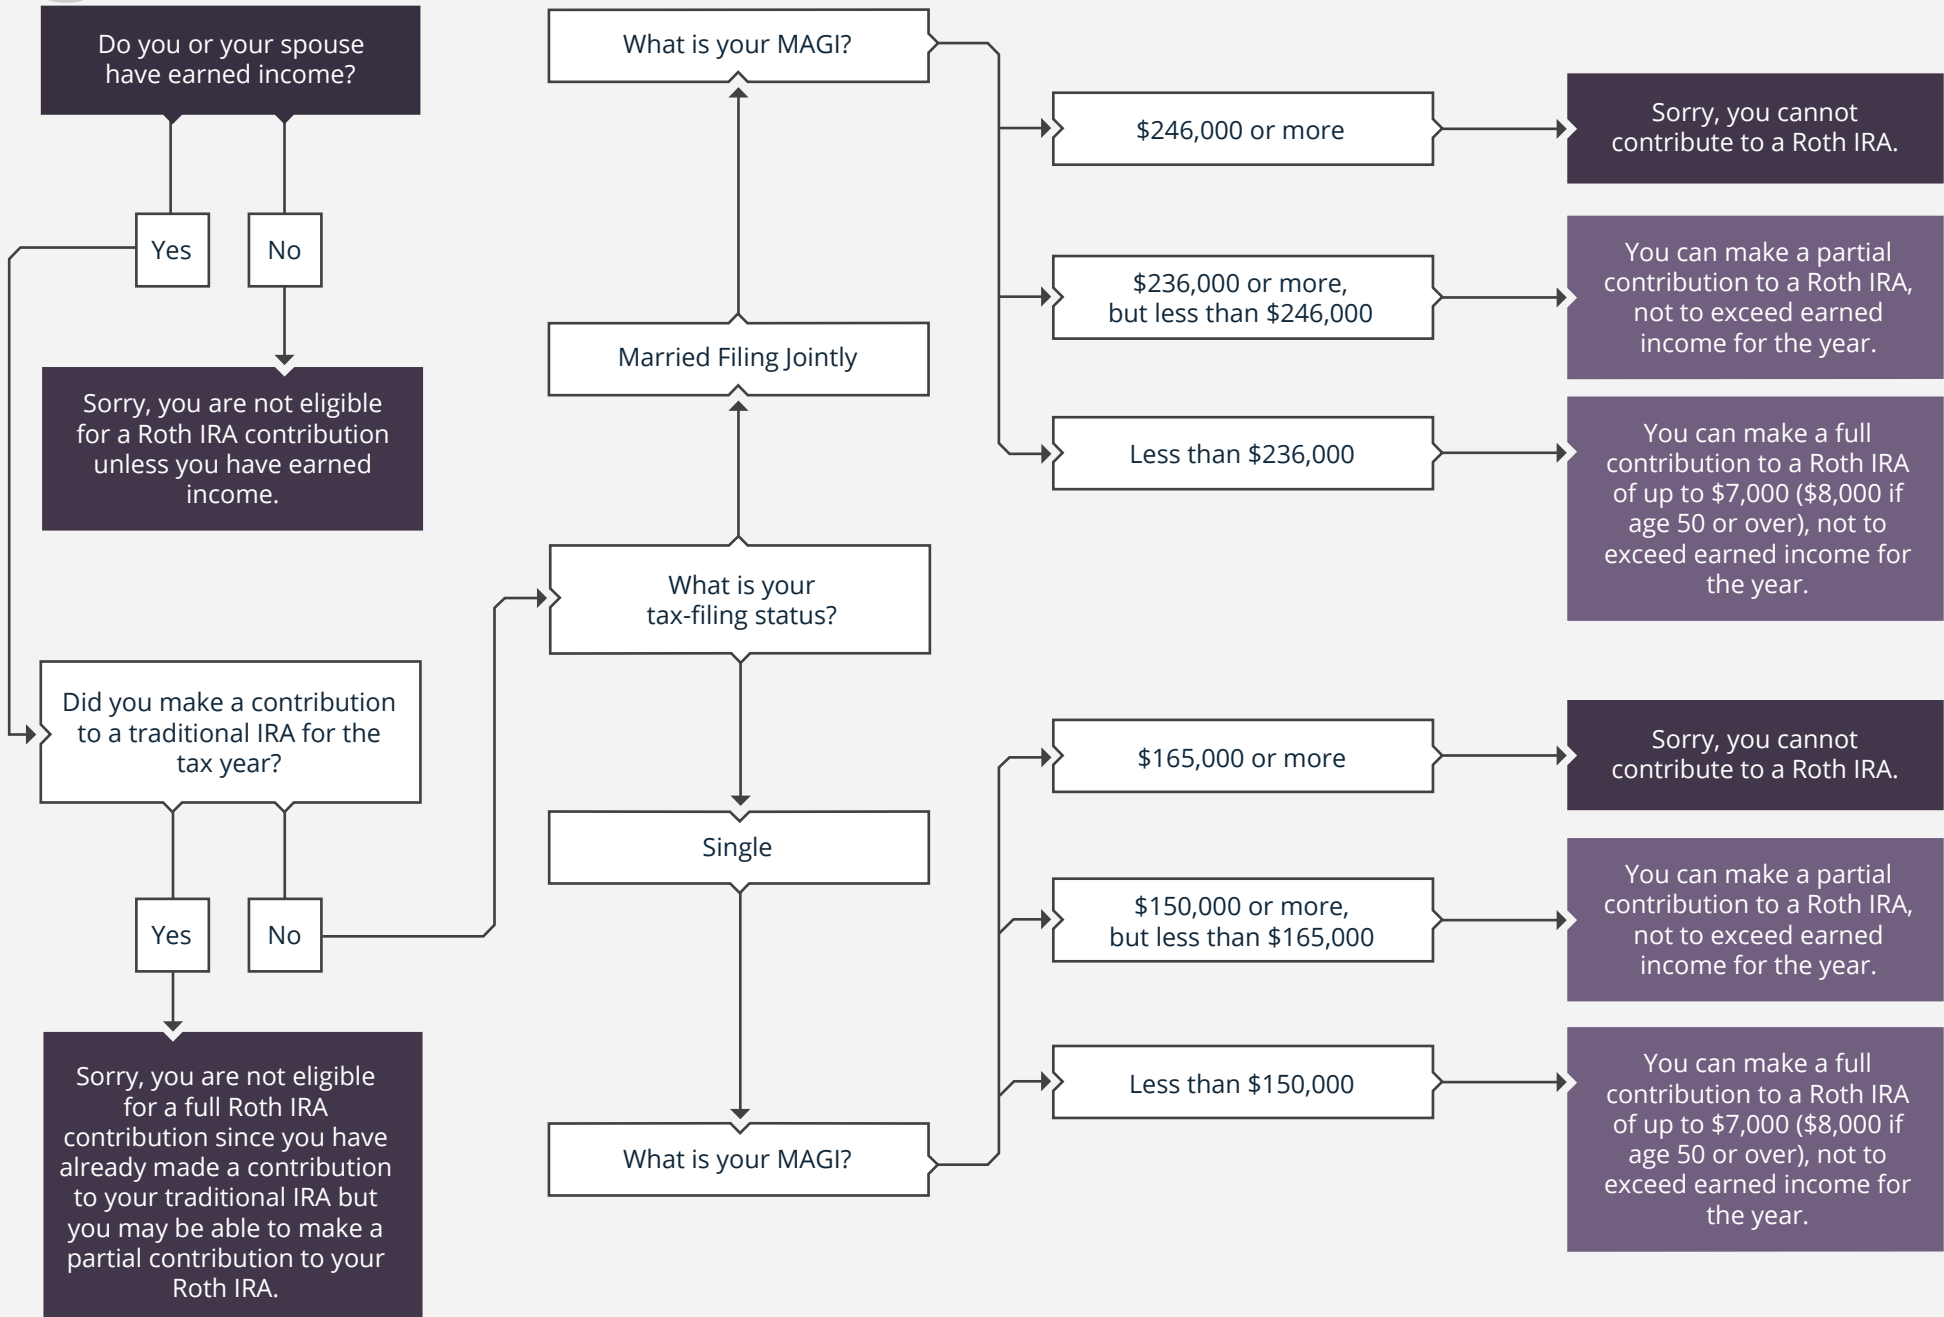 Do you or your spouse
have earned income?
Yes
No
Sorry, you are not eligible
for a Roth IRA contribution
unless you have earned
income.
Did you make a contribution
to a traditional IRA for the
tax year?
Yes
No
Sorry, you are not eligible
for a full Roth IRA
contribution since you have
already made a contribution
to your traditional IRA but
you may be able to make a
partial contribution to your
Roth IRA.
What is your
tax-filing status?
Married Filing Jointly
What is your MAGI?
$246,000 or more
Sorry, you cannot
contribute to a Roth IRA.
$236,000 or more,
but less than $246,000
You can make a partial
contribution to a Roth IRA,
not to exceed earned
income for the year.
Less than $236,000
You can make a full
contribution to a Roth IRA
of up to $7,000 ($8,000 if
age 50 or over), not to
exceed earned income for
the year.
Single
What is your MAGI?
$165,000 or more
Sorry, you cannot
contribute to a Roth IRA.
$150,000 or more,
but less than $165,000
You can make a partial
contribution to a Roth IRA,
not to exceed earned
income for the year.
Less than $150,000
You can make a full
contribution to a Roth IRA
of up to $7,000 ($8,000 if
age 50 or over), not to
exceed earned income for
the year.